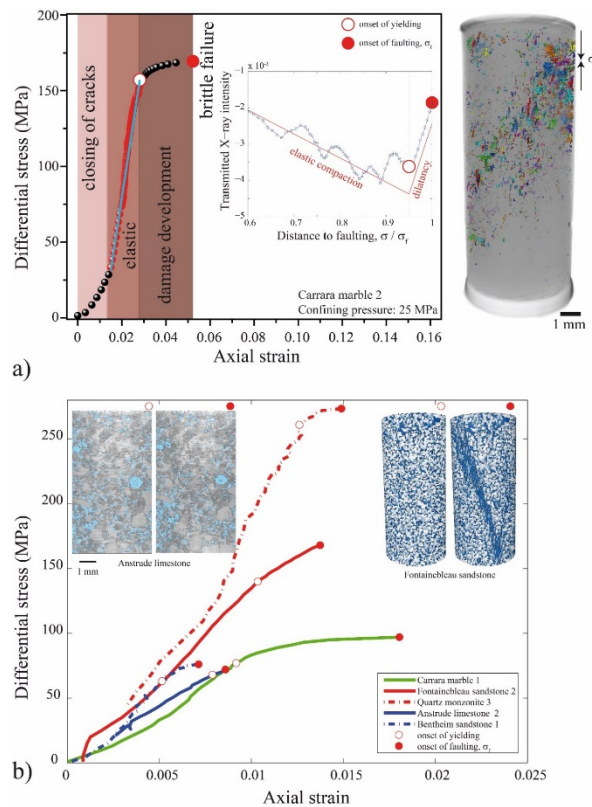 a)
200
150
100
50
0
Differential stress (MPa)
closing of cracks
elastic
damage development
brittle failure
onset of yielding
onset of faulting, σf
×10⁻³
−1
−2
−3
−4
−5
Transmitted X−ray intensity
elastic compaction
dilatancy
0.6 0.7 0.8 0.9 1
Distance to faulting, σ / σf
Carrara marble 2
Confining pressure: 25 MPa
0 0.02 0.04 0.06 0.08 0.10 0.12 0.14 0.16
Axial strain
1 mm
b)
250
200
150
100
50
0
Differential stress (MPa)
1 mm
Anstrude limestone
Fontainebleau sandstone
Carrara marble 1
Fontainebleau sandstone 2
Quartz monzonite 3
Anstrude limestone 2
Bentheim sandstone 1
onset of yielding
onset of faulting, σf
0 0.005 0.01 0.015 0.02 0.025
Axial strain